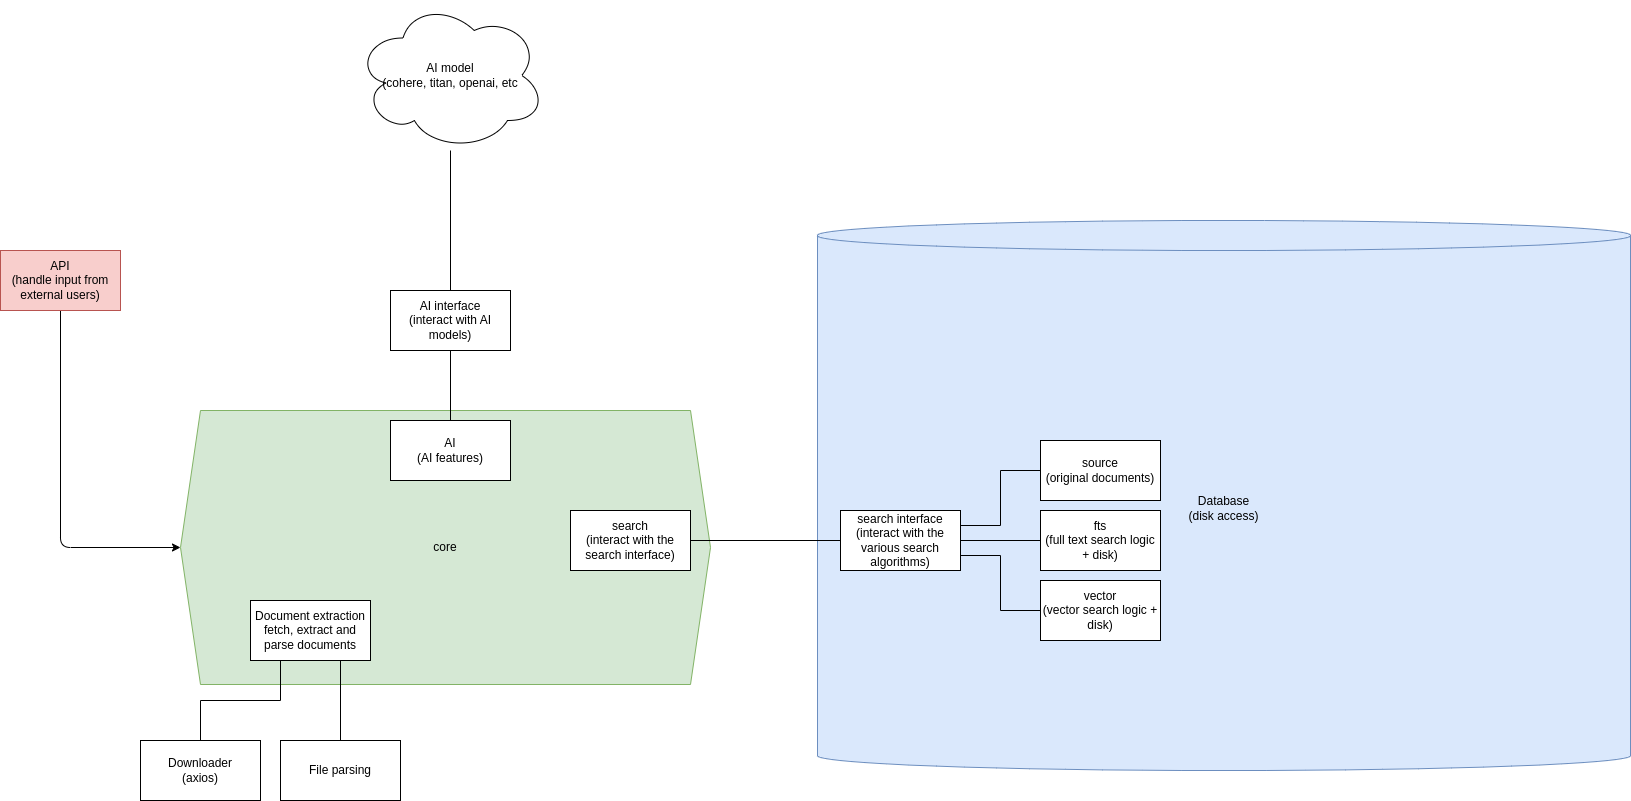 AI model
(cohere, titan, openai, etc
API
(handle input from
external users)
AI interface
(interact with AI
models)
AI
(AI features)
search
(interact with the
search interface)
core
Document extraction
fetch, extract and
parse documents
Downloader
(axios)
File parsing
search interface
(interact with the
various search
algorithms)
source
(original documents)
fts
(full text search logic
+ disk)
vector
(vector search logic +
disk)
Database
(disk access)